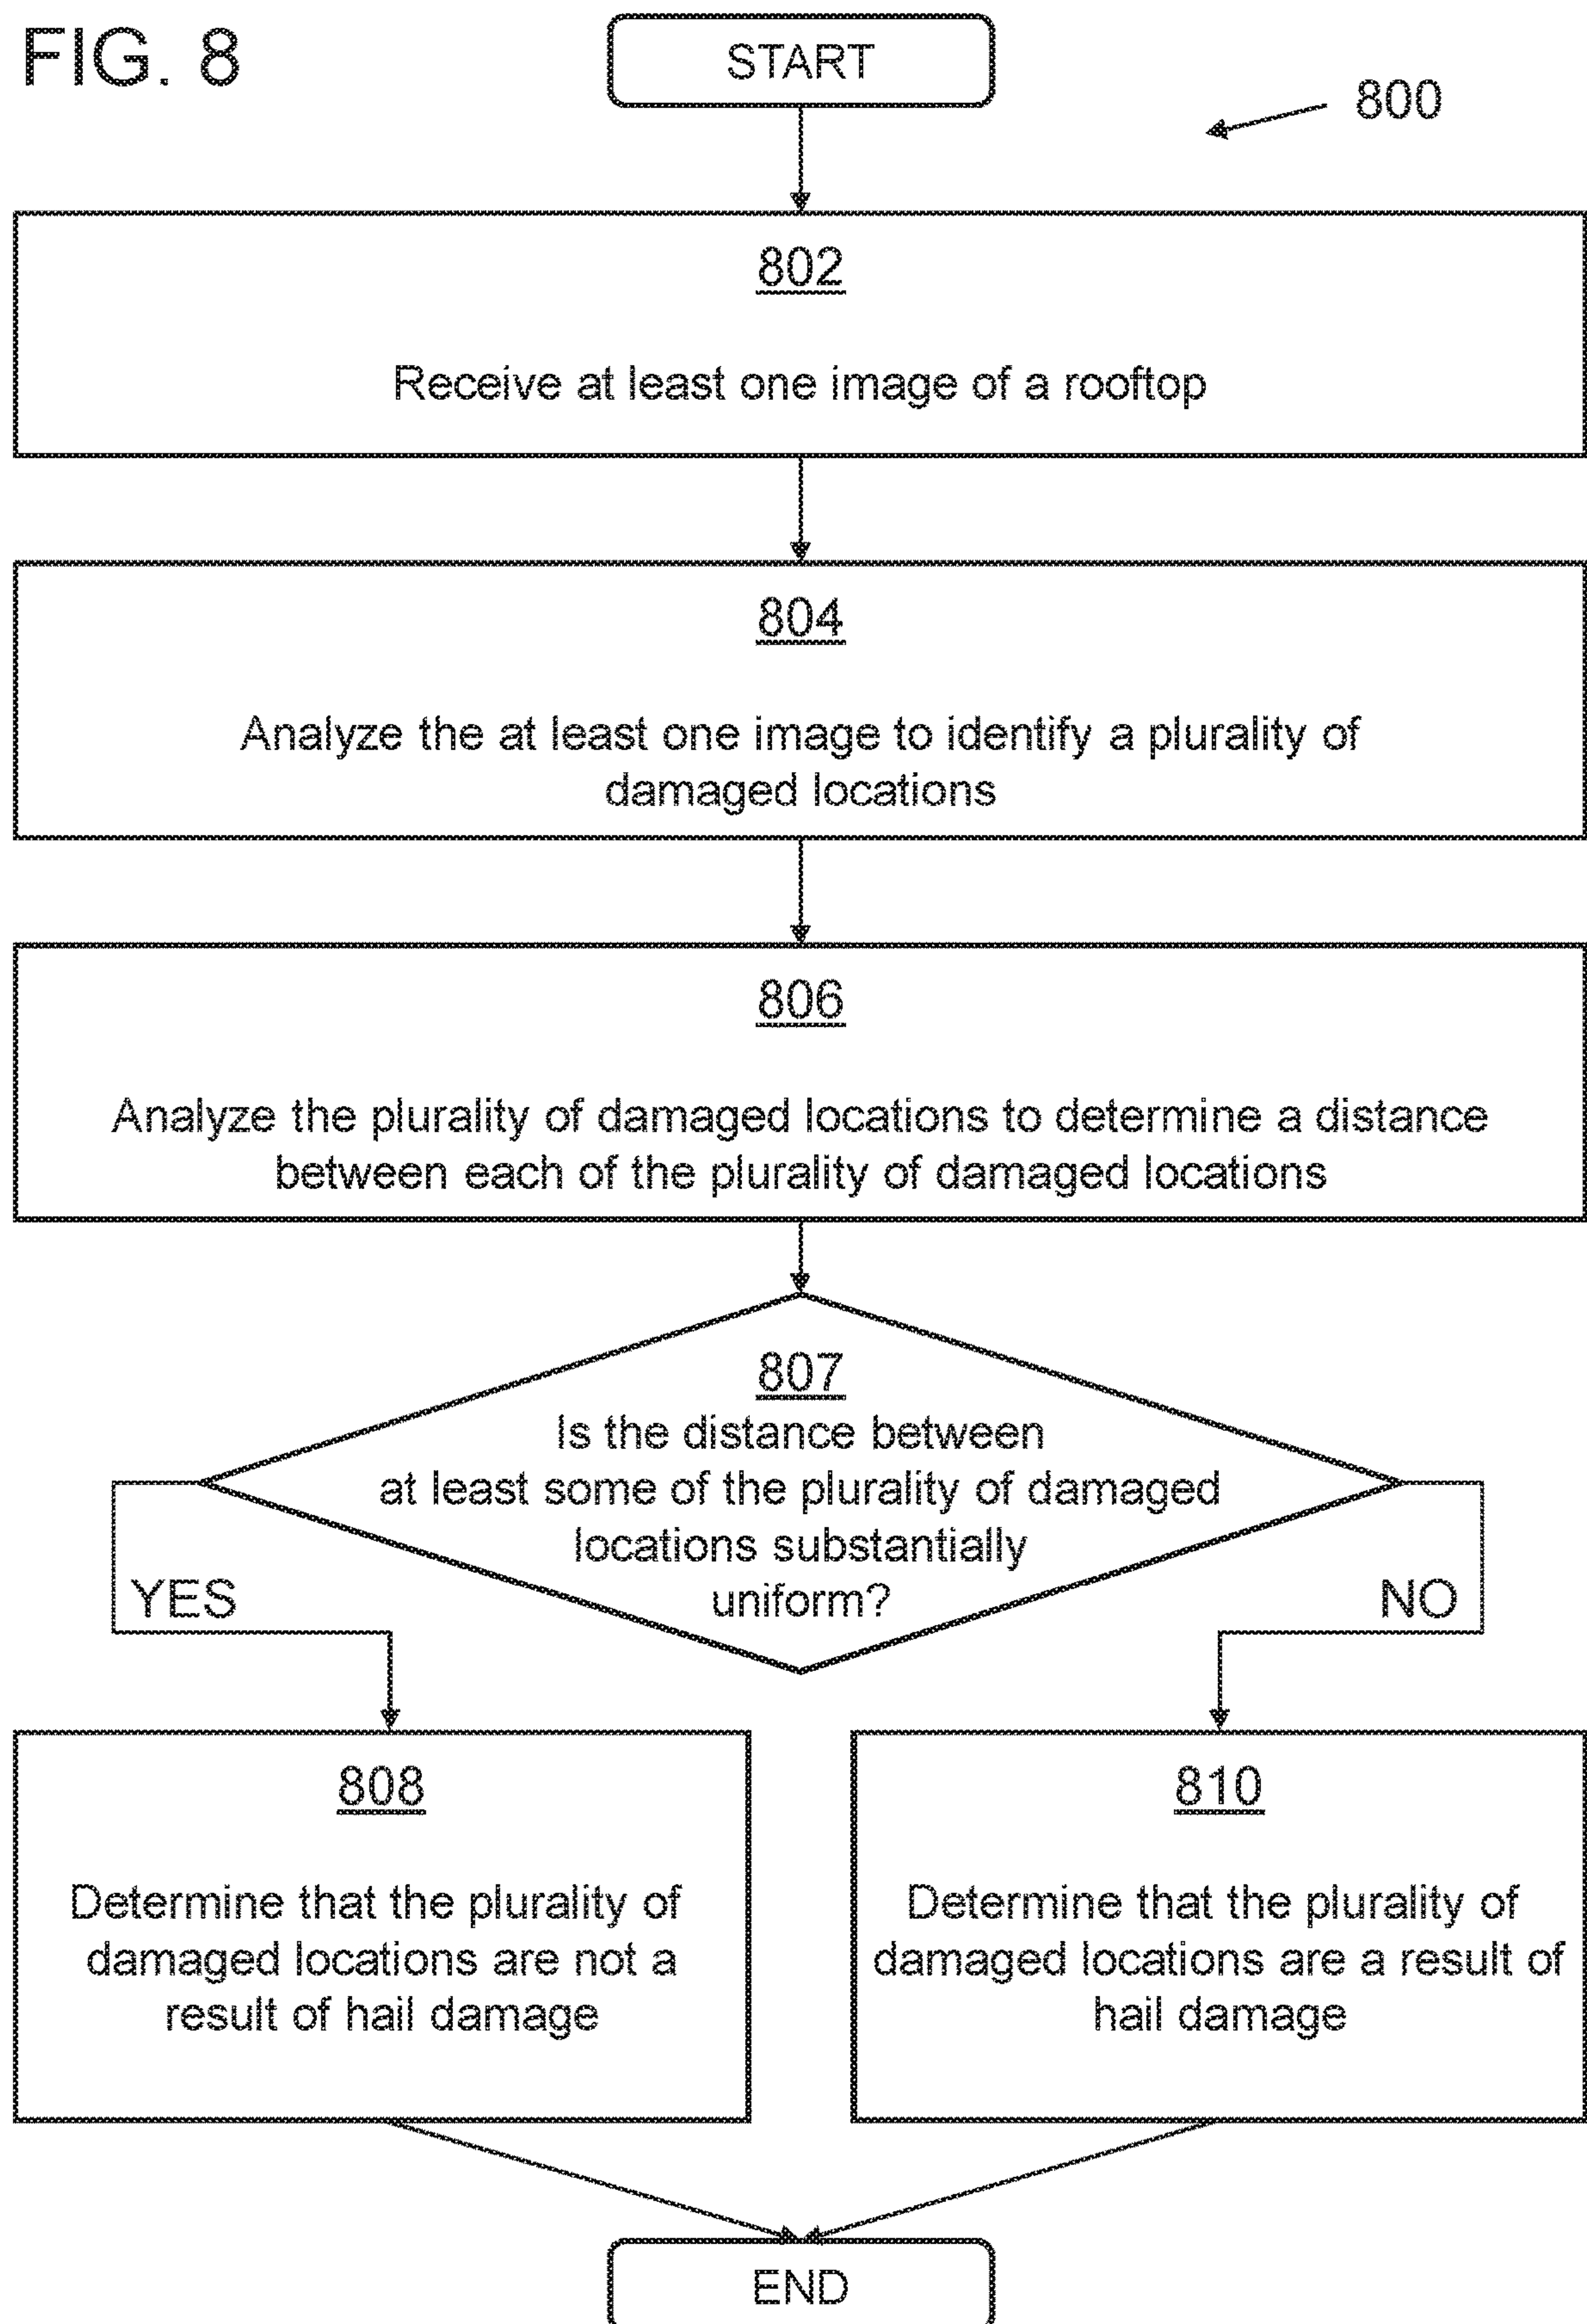 FIG. 8
START
800
802
Receive at least one image of a rooftop
804
Analyze the at least one image to identify a plurality of
damaged locations
806
Analyze the plurality of damaged locations to determine a distance
between each of the plurality of damaged locations
807
Is the distance between
at least some of the plurality of damaged
locations substantially
uniform?
YES
NO
808
Determine that the plurality of
damaged locations are not a
result of hail damage
810
Determine that the plurality of
damaged locations are a result of
hail damage
END